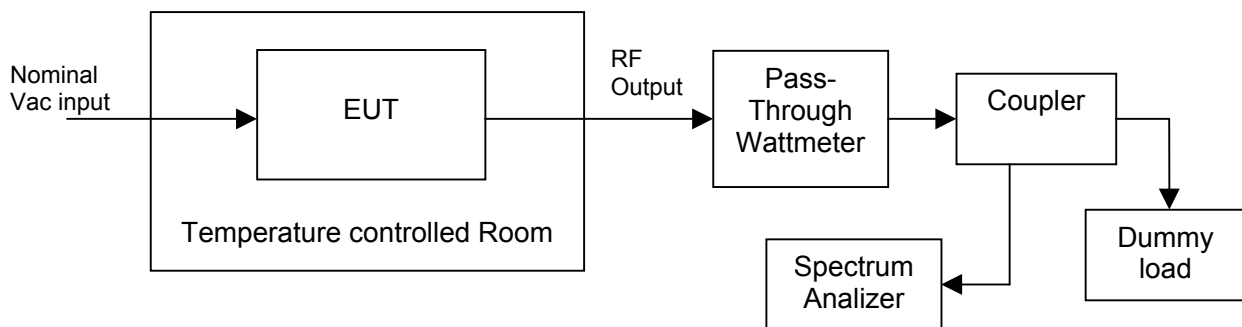 Nominal
Vac input
EUT
Temperature controlled Room
RF
Output
Pass-
Through
Wattmeter
Coupler
Spectrum
Analizer
Dummy
load